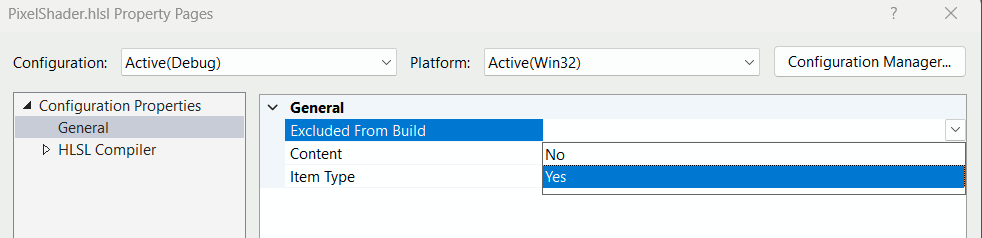 PixelShader.hlsl Property Pages ? ×
Configuration: Active(Debug) Platform: Active(Win32) Configuration Manager...
Configuration Properties
General
HLSL Compiler
General
Excluded From Build
Content No
Item Type Yes